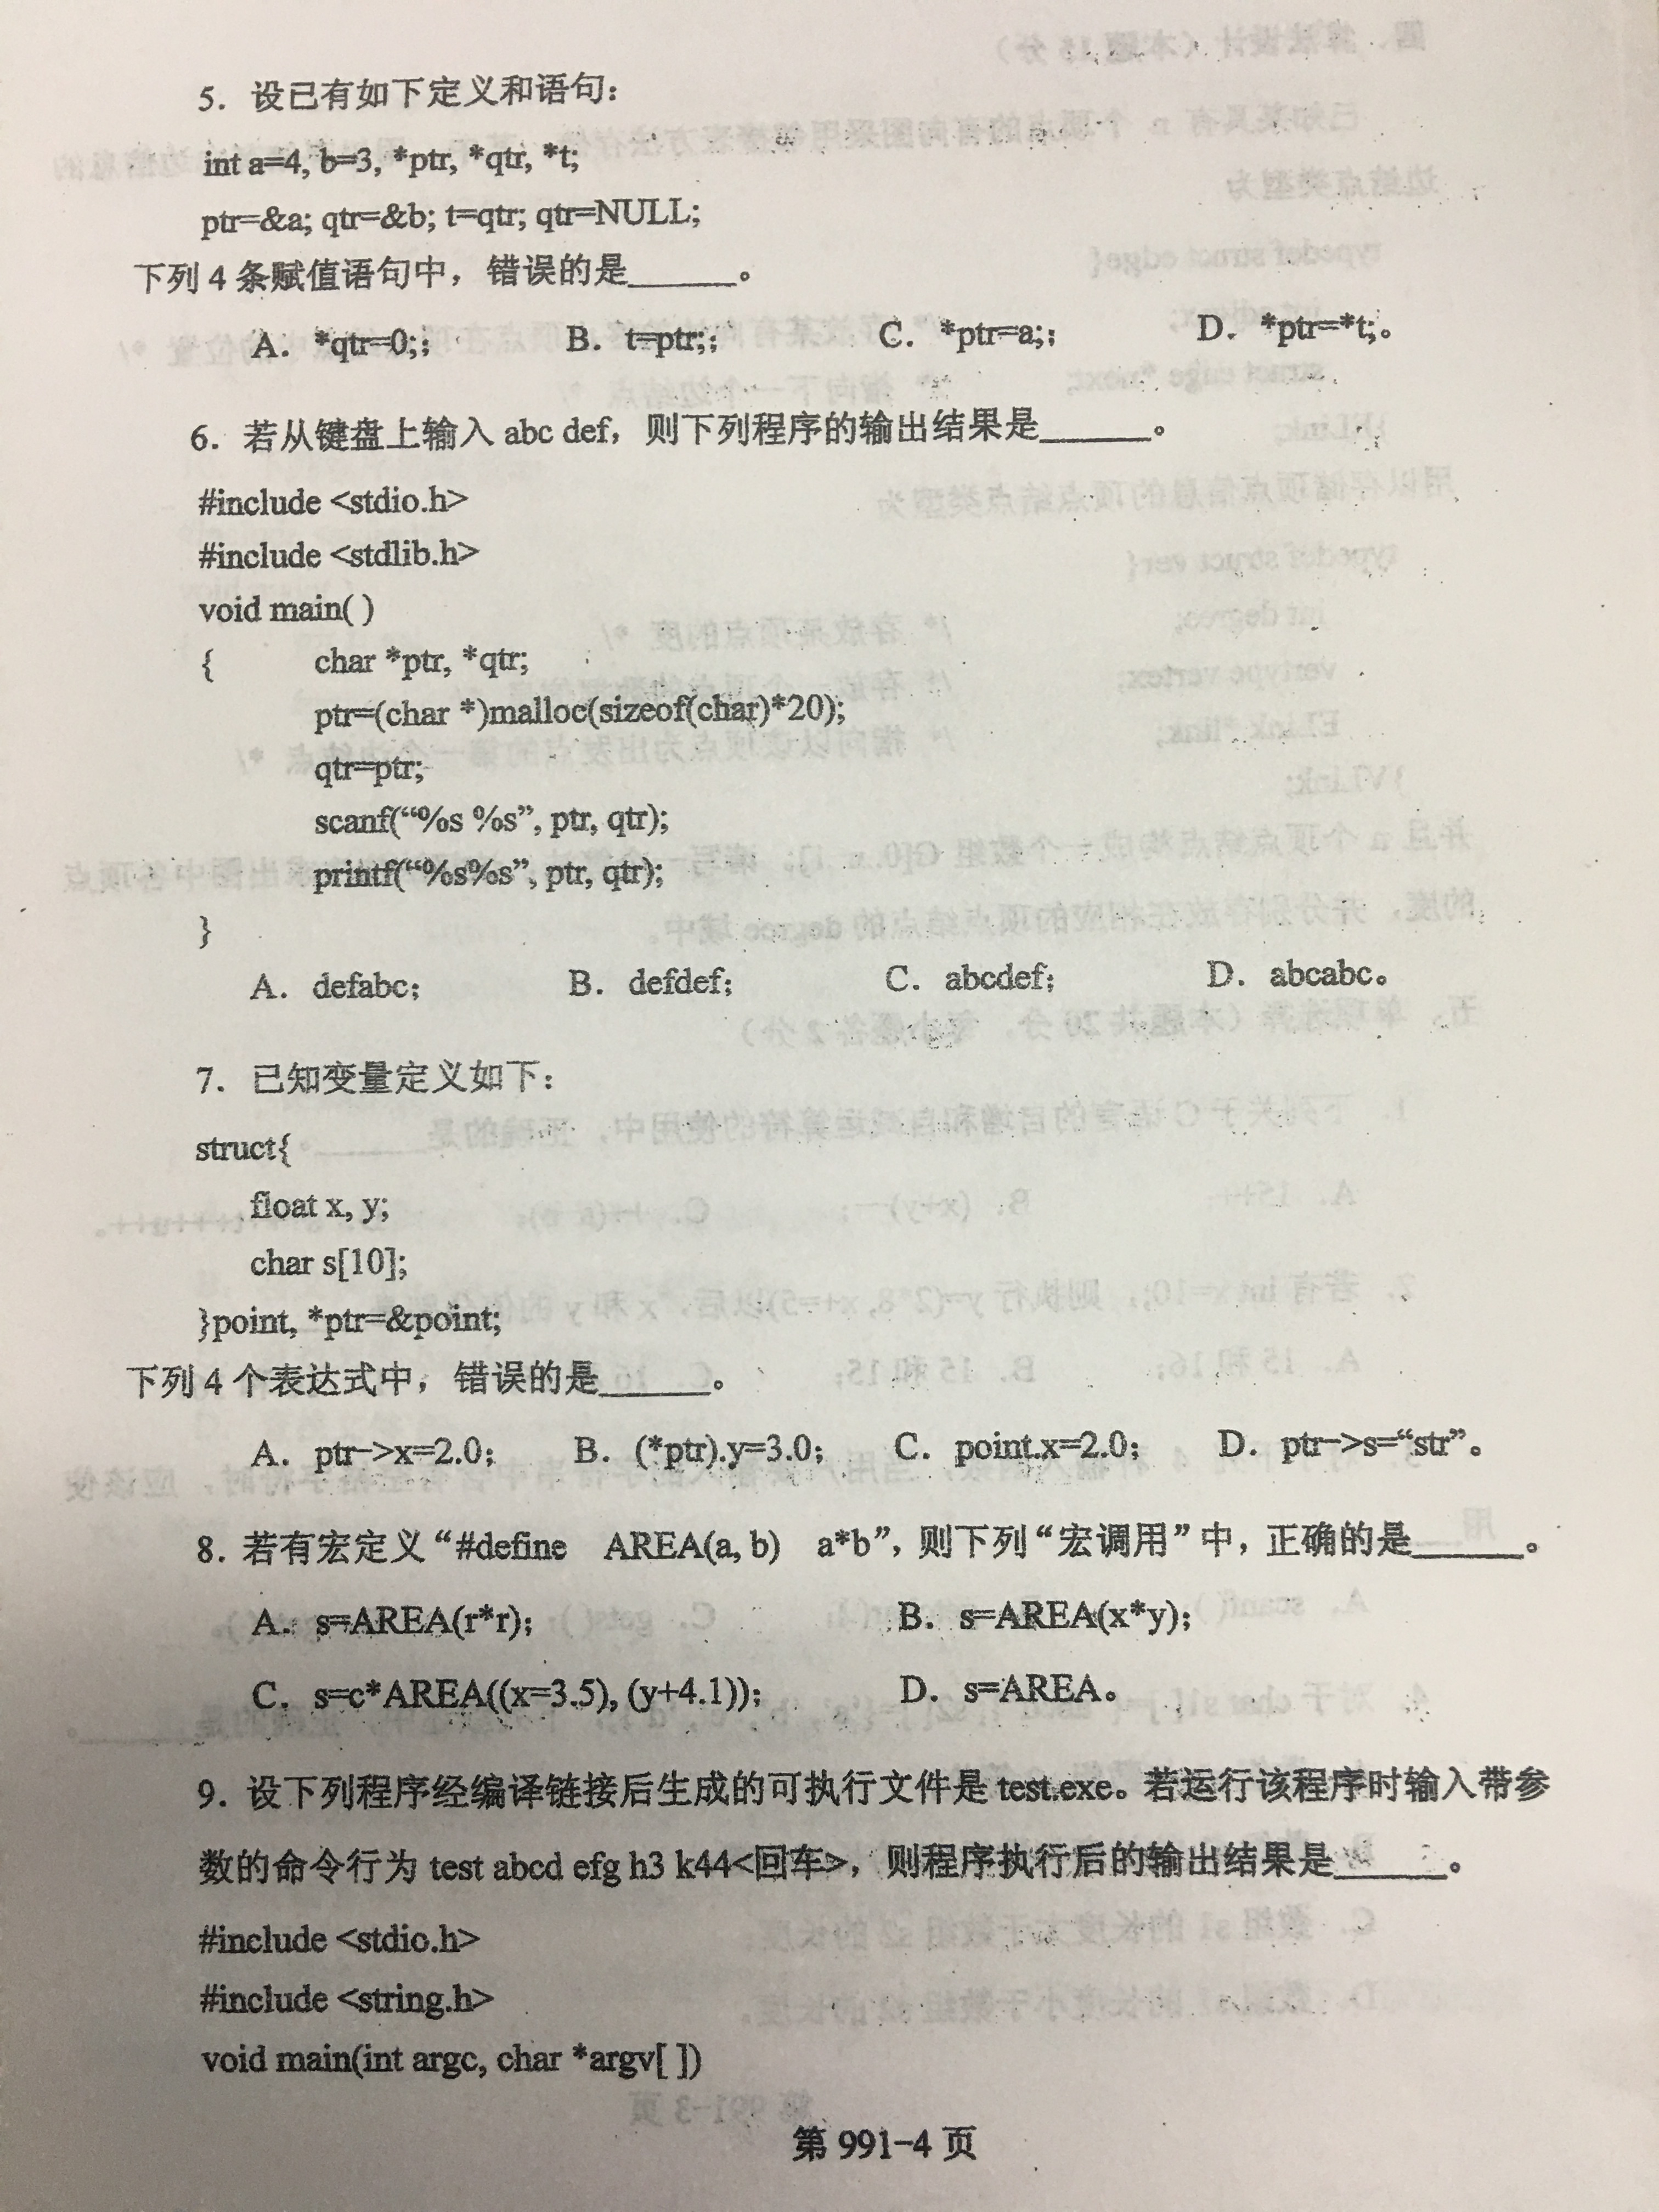 5. 设已有如下定义和语句：
int a=4, b=3, *ptr, *qtr, *t;
ptr=&a; qtr=&b; t=qtr; qtr=NULL;
下列 4 条赋值语句中，错误的是______。
A. *qtr=0;； B. t=ptr;； C. *ptr=a;； D. *ptr=*t;。
6. 若从键盘上输入 abc def，则下列程序的输出结果是______。
#include <stdio.h>
#include <stdlib.h>
void main( )
{ char *ptr, *qtr;
ptr=(char *)malloc(sizeof(char)*20);
qtr=ptr;
scanf(“%s %s”, ptr, qtr);
printf(“%s%s”, ptr, qtr);
}
A. defabc； B. defdef； C. abcdef； D. abcabc。
7. 已知变量定义如下：
struct{
float x, y;
char s[10];
}point, *ptr=&point;
下列 4 个表达式中，错误的是______。
A. ptr->x=2.0； B. (*ptr).y=3.0； C. point.x=2.0； D. ptr->s=“str”。
8. 若有宏定义“#define AREA(a, b) a*b”，则下列“宏调用”中，正确的是______。
A. s=AREA(r*r)； B. s=AREA(x*y)；
C. s=c*AREA((x=3.5), (y+4.1))； D. s=AREA。
9. 设下列程序经编译链接后生成的可执行文件是 test.exe。若运行该程序时输入带参
数的命令行为 test abcd efg h3 k44<回车>，则程序执行后的输出结果是______。
#include <stdio.h>
#include <string.h>
void main(int argc, char *argv[ ])
第 991-4 页